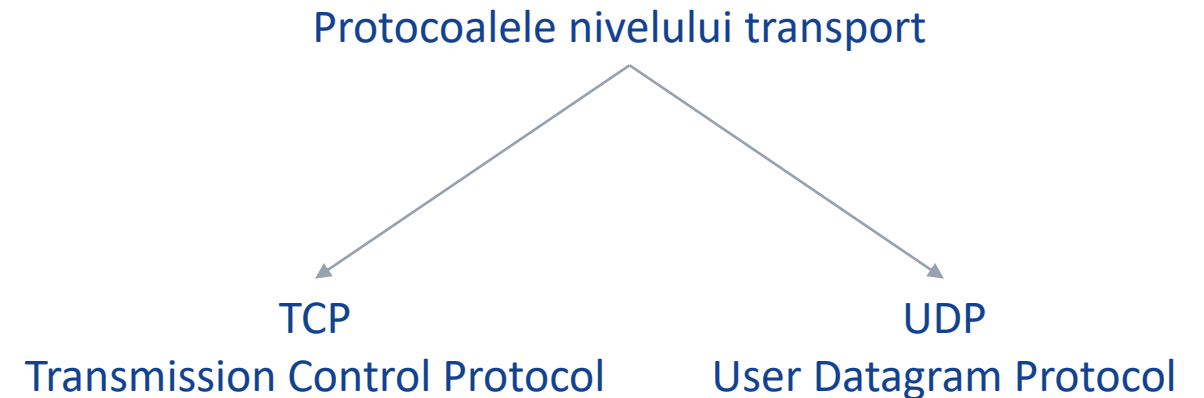 Protocoalele nivelului transport
TCP
Transmission Control Protocol
UDP
User Datagram Protocol